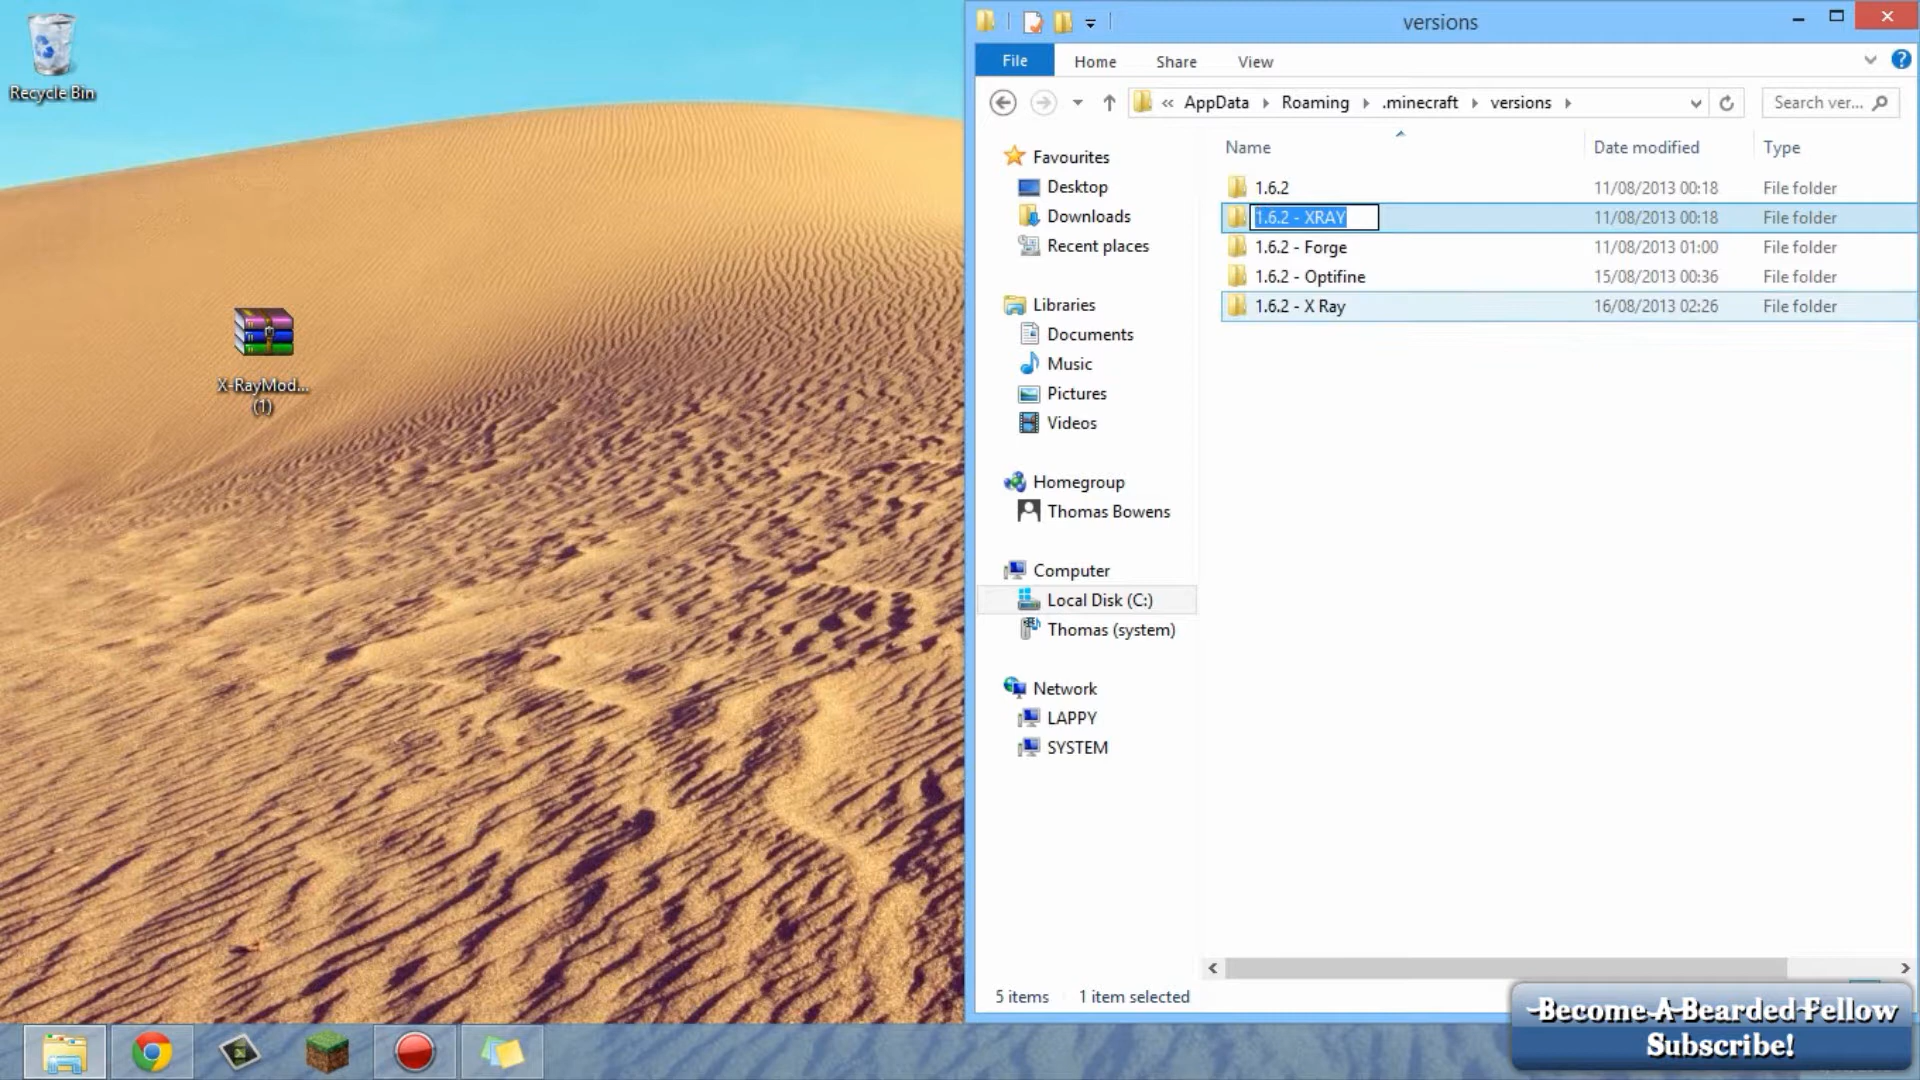 Recycle Bin
X-RayMod...
(1)
versions
File
Home
Share
View
?
« AppData Roaming .minecraft versions
Search ver...
Name
Date modified
Type
1.6.2
11/08/2013 00:18
File folder
1.6.2 - XRAY
11/08/2013 00:18
File folder
1.6.2 - Forge
11/08/2013 01:00
File folder
1.6.2 - Optifine
15/08/2013 00:36
File folder
1.6.2 - X Ray
16/08/2013 02:26
File folder
Favourites
Desktop
Downloads
Recent places
Libraries
Documents
Music
Pictures
Videos
Homegroup
Thomas Bowens
Computer
Local Disk (C:)
Thomas (system)
Network
LAPPY
SYSTEM
5 items
1 item selected
-Become-A-Bearded Fellow
Subscribe!